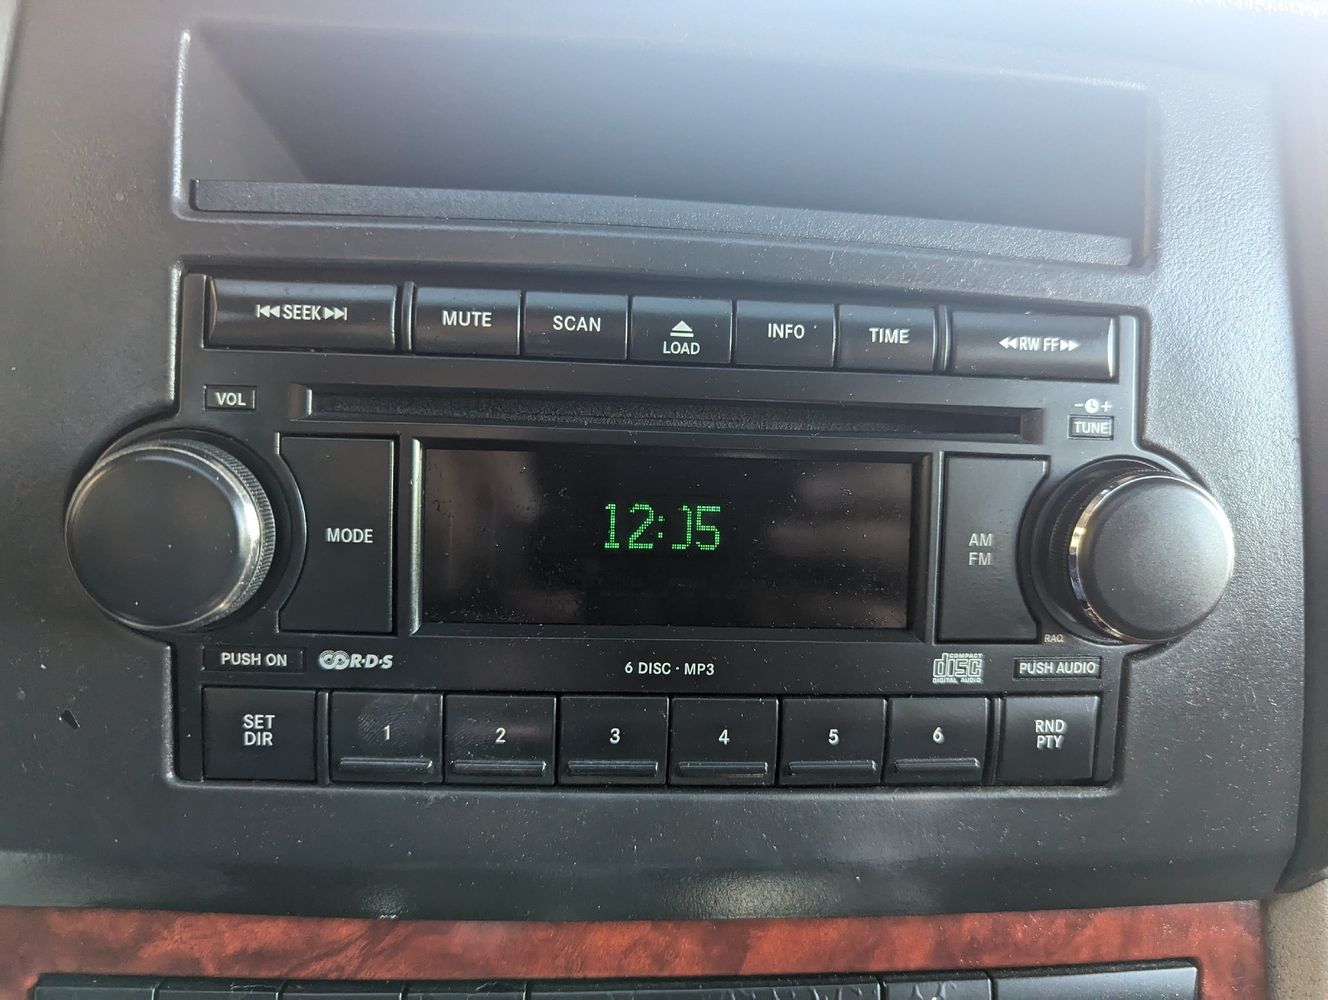 SEEK
MUTE
SCAN
LOAD
INFO
TIME
RW FF
VOL
- +
TUNE
MODE
12:05
AM
FM
RAQ
PUSH ON
R·D·S
6 DISC · MP3
COMPACT
disc
DIGITAL AUDIO
PUSH AUDIO
SET
DIR
1
2
3
4
5
6
RND
PTY